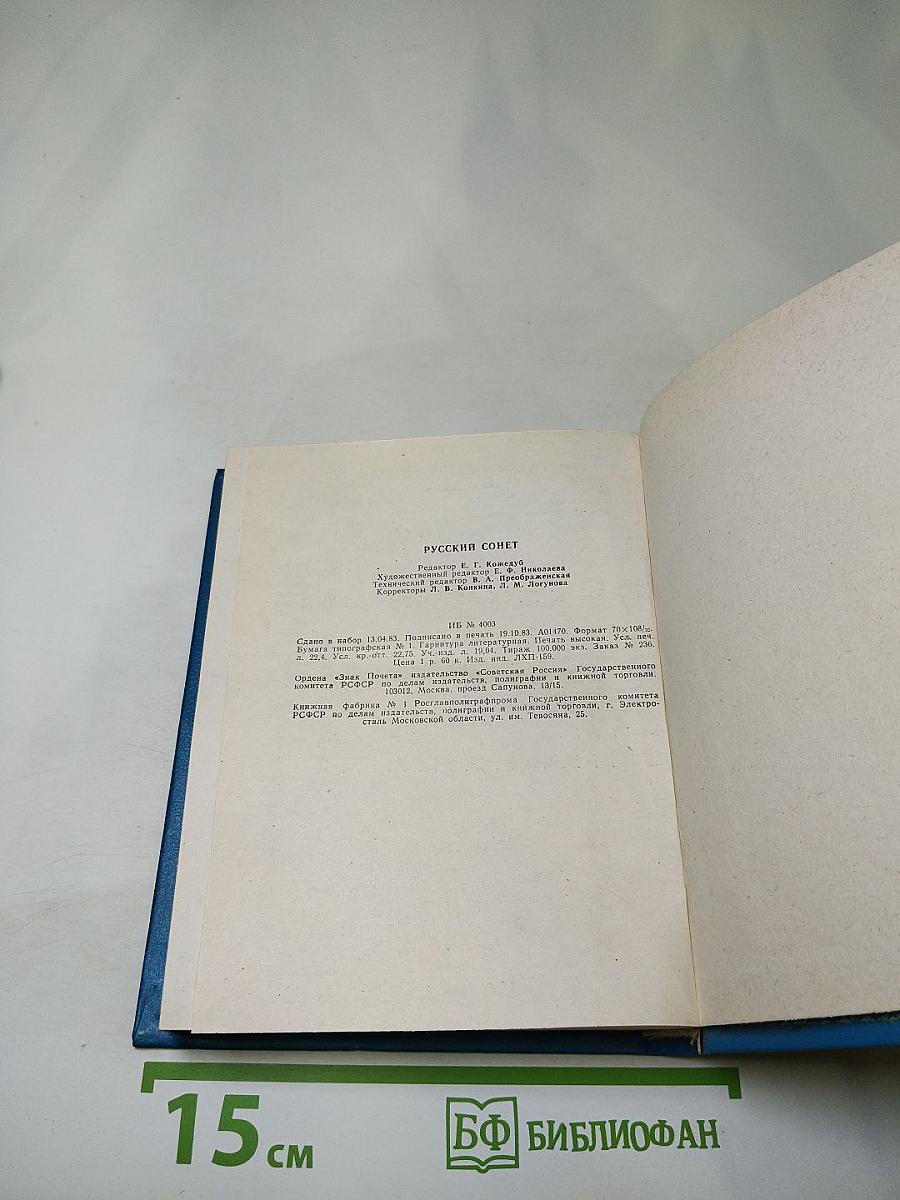 РУССКИЙ СОНЕТ
Редактор Е. Г. Кожедуб
Художественный редактор Е. Ф. Николаева
Технический редактор В. А. Преображенская
Корректоры Л. В. Конкина, Л. М. Логунова
ИБ № 4003
Сдано в набор 13.04.83. Подписано в печать 19.10.83. А01470. Формат 70×108/32.
Бумага типографская № 1. Гарнитура литературная. Печать высокая. Усл. печ.
л. 22,4. Усл. кр.-отт. 22,75. Уч.-изд. л. 19,04. Тираж 100.000 экз. Заказ № 236.
Цена 1 р. 60 к. Изд. инд. ЛХП-159.
Ордена «Знак Почета» издательство «Советская Россия» Государственного
комитета РСФСР по делам издательств, полиграфии и книжной торговли.
103012, Москва, проезд Сапунова, 13/15.
Книжная фабрика № 1 Росглавполиграфпрома Государственного комитета
РСФСР по делам издательств, полиграфии и книжной торговли, г. Электро-
сталь Московской области, ул. им. Тевосяна, 25.
15 см
БФ БИБЛИОФАН